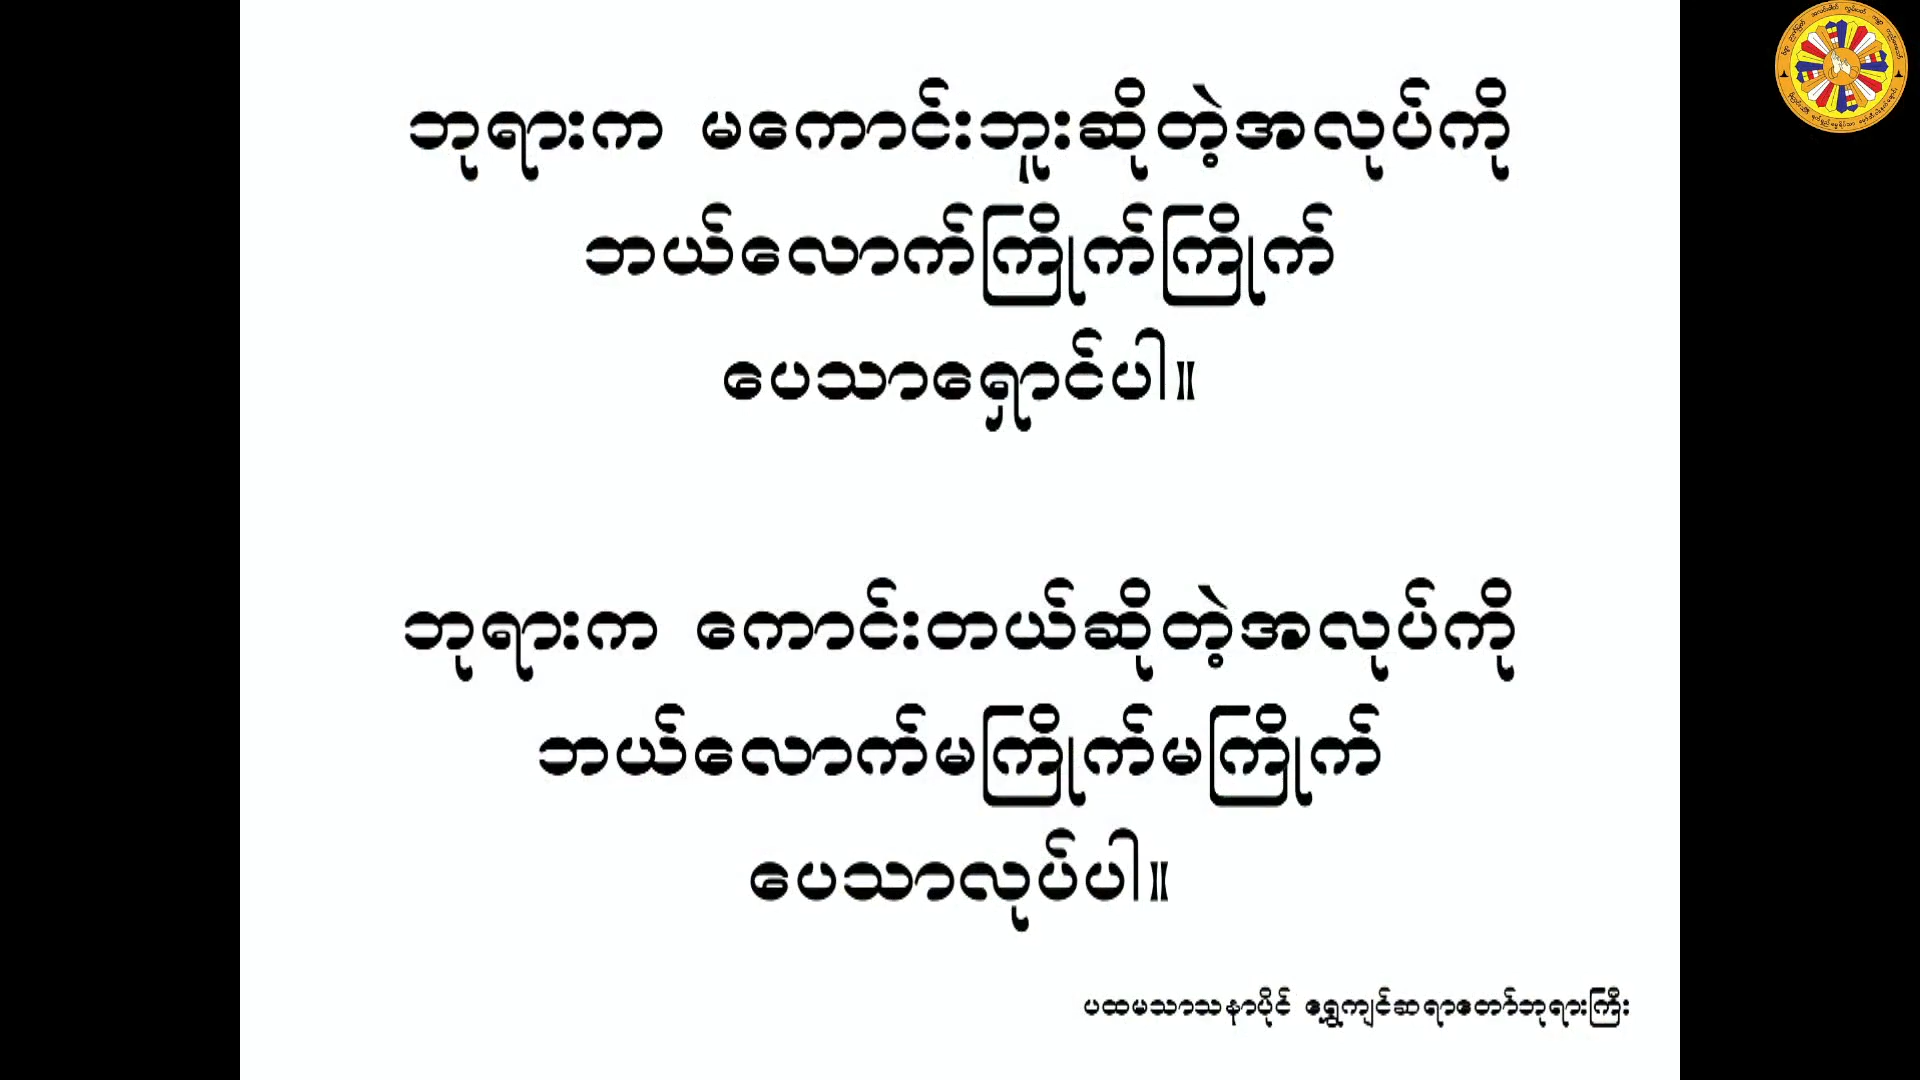 ဘုရားက မကောင်းဘူးဆိုတဲ့အလုပ်ကို
ဘယ်လောက်ကြိုက်ကြိုက်
ပေသာရှောင်ပါ။
ဘုရားက ကောင်းတယ်ဆိုတဲ့အလုပ်ကို
ဘယ်လောက်မကြိုက်မကြိုက်
ပေသာလုပ်ပါ။
ပထမသာသနာပိုင် ရွှေကျင်ဆရာတော်ဘုရားကြီး